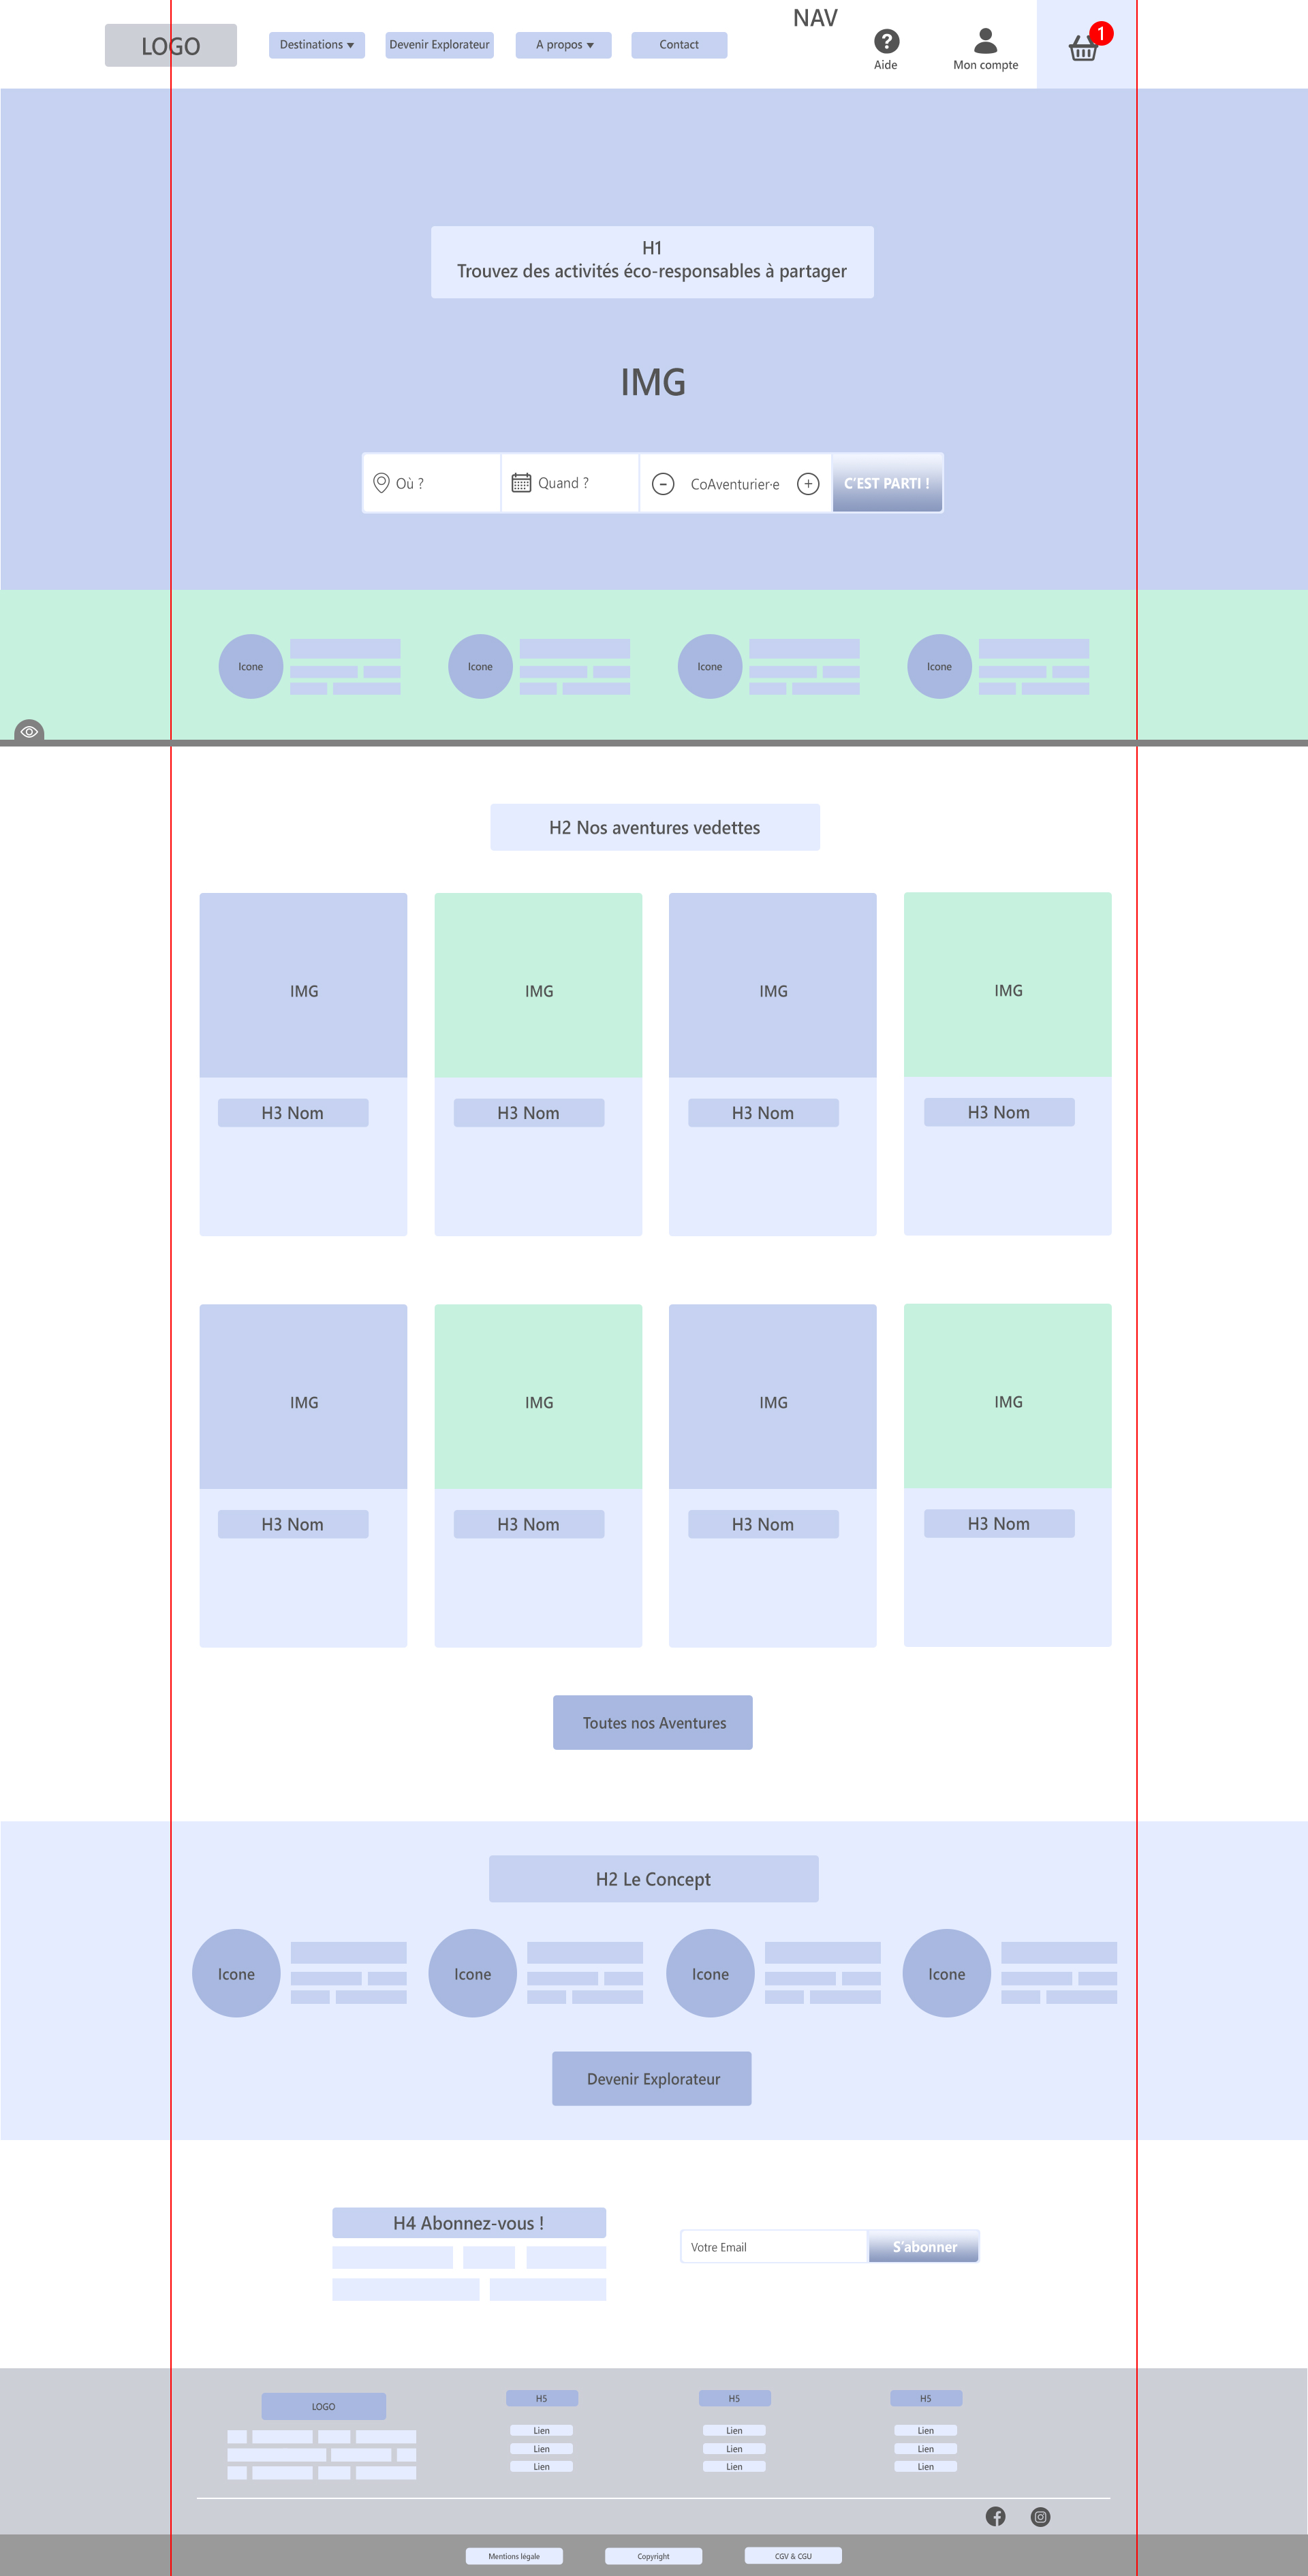 NAV
LOGO
Destinations
Devenir Explorateur
A propos
Contact
?
Aide
Mon compte
1
H1
Trouvez des activités éco-responsables à partager
IMG
Où ?
Quand ?
-
CoAventurier·e
+
C'EST PARTI !
Icone
Icone
Icone
Icone
H2 Nos aventures vedettes
IMG
IMG
IMG
IMG
H3 Nom
H3 Nom
H3 Nom
H3 Nom
IMG
IMG
IMG
IMG
H3 Nom
H3 Nom
H3 Nom
H3 Nom
Toutes nos Aventures
H2 Le Concept
Icone
Icone
Icone
Icone
Devenir Explorateur
H4 Abonnez-vous !
Votre Email
S'abonner
LOGO
H5
Lien
Lien
Lien
H5
Lien
Lien
Lien
H5
Lien
Lien
Lien
Mentions légale
Copyright
CGV & CGU